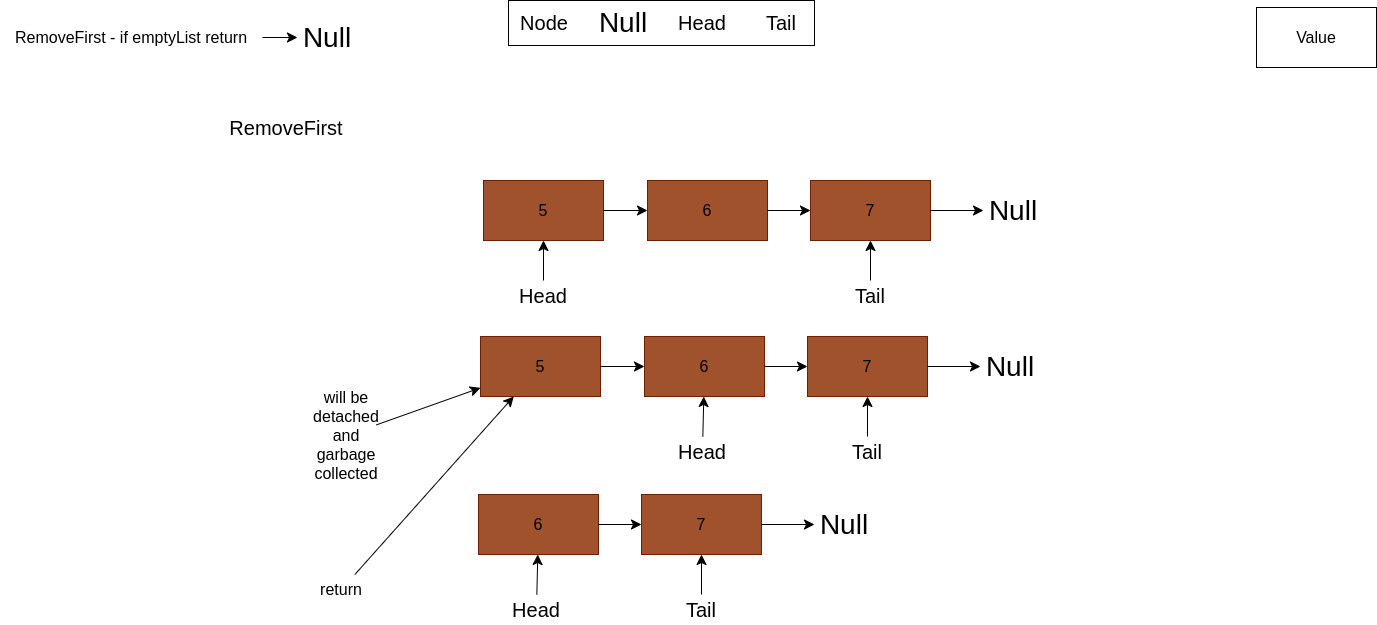 RemoveFirst - if emptyList return
Null
Node Null Head Tail
Value
RemoveFirst
5 6 7 Null
Head Tail
5 6 7 Null
will be
detached
and
garbage
collected
Head Tail
6 7 Null
return
Head Tail